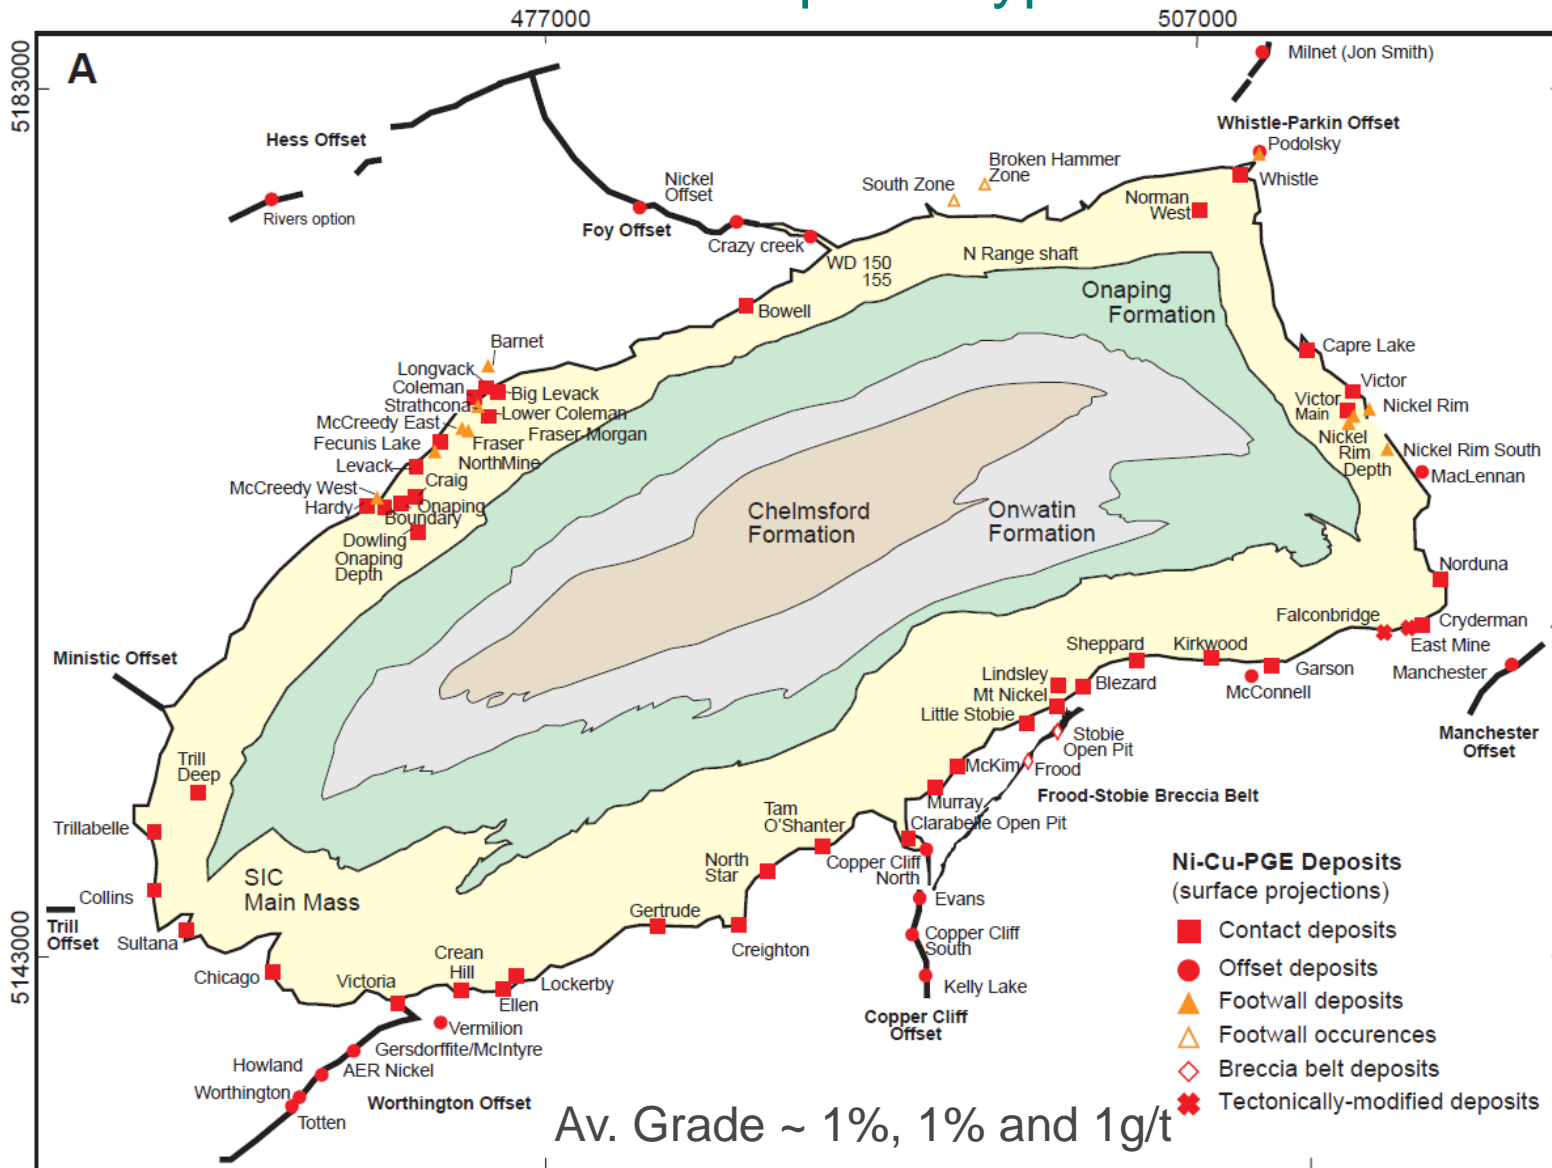 477000
507000
5183000
5143000
A
Milnet (Jon Smith)
Whistle-Parkin Offset
Podolsky
Whistle
Hess Offset
Rivers option
Nickel
Offset
Foy Offset
Crazy creek
South Zone
Broken Hammer
Zone
Norman
West
N Range shaft
WD 150
155
Bowell
Onaping
Formation
Barnet
Longvack
Coleman
Big Levack
Strathcona
Lower Coleman
McCreedy East
Fraser-Morgan
Fecunis Lake
Fraser
NorthMine
Levack
Craig
McCreedy West
Hardy
Onaping
Boundary
Dowling
Onaping
Depth
Capre Lake
Victor
Victor
Main
Nickel Rim
Nickel
Rim
Depth
Nickel Rim South
MacLennan
Chelmsford
Formation
Onwatin
Formation
Norduna
Falconbridge
Cryderman
East Mine
Manchester
Manchester
Offset
Sheppard
Kirkwood
Garson
McConnell
Lindsley
Mt Nickel
Blezard
Little Stobie
Stobie
Open Pit
McKim
Frood
Frood-Stobie Breccia Belt
Murray
Clarabelle Open Pit
Ministic Offset
Trill
Deep
Trillabelle
Collins
Trill
Offset
Sultana
SIC
Main Mass
Tam
O'Shanter
North
Star
Copper Cliff
North
Evans
Copper Cliff
South
Kelly Lake
Copper Cliff
Offset
Gertrude
Creighton
Chicago
Victoria
Crean
Hill
Ellen
Lockerby
Vermilion
Gersdorffite/McIntyre
Howland
AER Nickel
Worthington
Totten
Worthington Offset
Ni-Cu-PGE Deposits
(surface projections)
Contact deposits
Offset deposits
Footwall deposits
Footwall occurences
Breccia belt deposits
Tectonically-modified deposits
Av. Grade ~ 1%, 1% and 1g/t